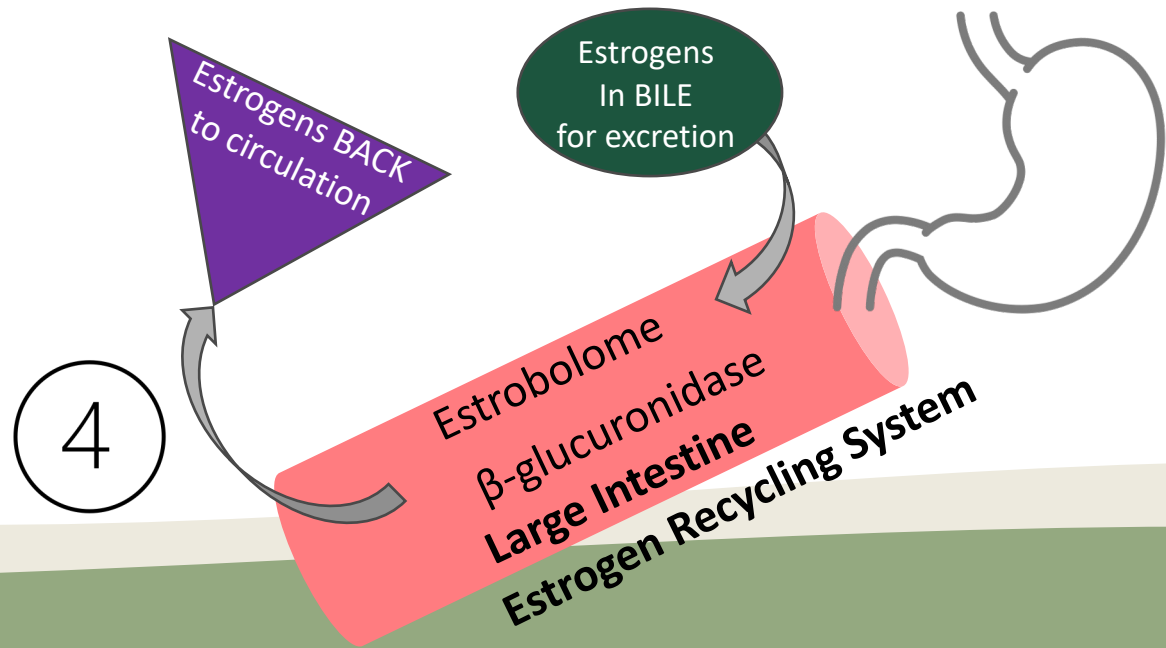 Estrogens BACK
to circulation
Estrogens
In BILE
for excretion
4
Estrobolome
β-glucuronidase
Large Intestine
Estrogen Recycling System